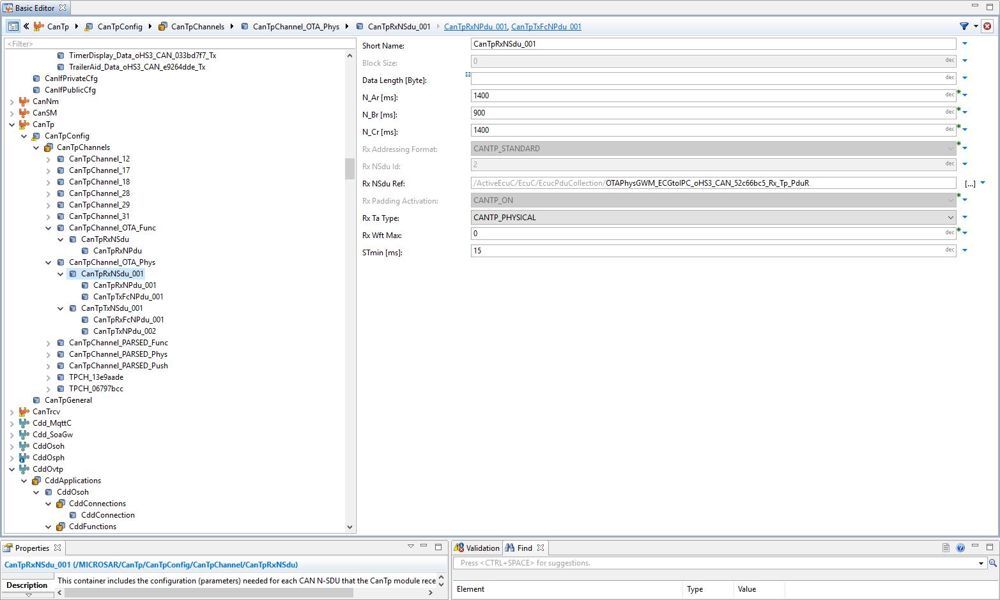 Basic Editor
CanTp CanTpConfig CanTpChannels CanTpChannel_OTA_Phys CanTpRxNSdu_001 CanTpRxNPdu_001, CanTpTxFcNPdu_001
<Filter>
TimerDisplay_Data_oHS3_CAN_033bd7f7_Tx
TrailerAid_Data_oHS3_CAN_e9264dde_Tx
CanIfPrivateCfg
CanIfPublicCfg
CanNm
CanSM
CanTp
CanTpConfig
CanTpChannels
CanTpChannel_12
CanTpChannel_17
CanTpChannel_18
CanTpChannel_28
CanTpChannel_29
CanTpChannel_31
CanTpChannel_OTA_Func
CanTpRxNSdu
CanTpRxNPdu
CanTpChannel_OTA_Phys
CanTpRxNSdu_001
CanTpRxNPdu_001
CanTpTxFcNPdu_001
CanTpTxNSdu_001
CanTpRxFcNPdu_001
CanTpTxNPdu_002
CanTpChannel_PARSED_Func
CanTpChannel_PARSED_Phys
CanTpChannel_PARSED_Push
TPCH_13e9aade
TPCH_06797bcc
CanTpGeneral
CanTrcv
Cdd_MqttC
Cdd_SoaGw
CddOsoh
CddOsph
CddOvtp
CddApplications
CddOsoh
CddConnections
CddConnection
CddFunctions
Short Name: CanTpRxNSdu_001
Block Size: 0 dec
Data Length [Byte]: dec
N_Ar [ms]: 1400 dec
N_Br [ms]: 900 dec
N_Cr [ms]: 1400 dec
Rx Addressing Format: CANTP_STANDARD
Rx NSdu Id: 2 dec
Rx NSdu Ref: /ActiveEcuC/EcuC/EcucPduCollection/OTAPhysGWM_ECGtoIPC_oHS3_CAN_52c66bc5_Rx_Tp_PduR [...]
Rx Padding Activation: CANTP_ON
Rx Ta Type: CANTP_PHYSICAL
Rx Wft Max: 0 dec
STmin [ms]: 15 dec
Properties
CanTpRxNSdu_001 (/MICROSAR/CanTp/CanTpConfig/CanTpChannel/CanTpRxNSdu)
Description
This container includes the configuration (parameters) needed for each CAN N-SDU that the CanTp module rece
Validation Find
Press <CTRL+SPACE> for suggestions.
Element Type Value